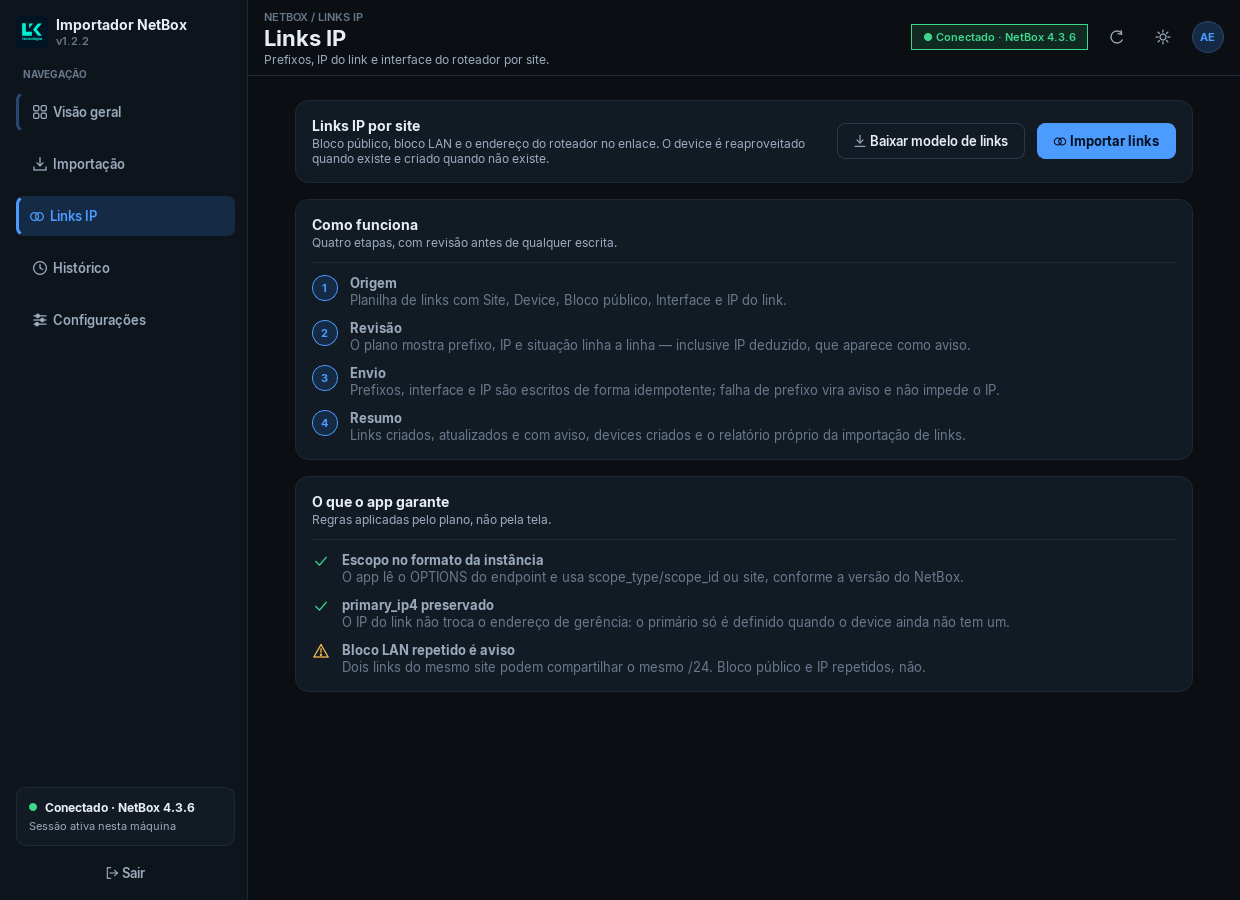 LK
Tecnologia
Importador NetBox
v1.2.2
NAVEGAÇÃO
Visão geral
Importação
Links IP
Histórico
Configurações
Conectado · NetBox 4.3.6
Sessão ativa nesta máquina
Sair
NETBOX / LINKS IP
Links IP
Prefixos, IP do link e interface do roteador por site.
Conectado · NetBox 4.3.6
AE
Links IP por site
Bloco público, bloco LAN e o endereço do roteador no enlace. O device é reaproveitado
quando existe e criado quando não existe.
Baixar modelo de links
Importar links
Como funciona
Quatro etapas, com revisão antes de qualquer escrita.
1
Origem
Planilha de links com Site, Device, Bloco público, Interface e IP do link.
2
Revisão
O plano mostra prefixo, IP e situação linha a linha — inclusive IP deduzido, que aparece como aviso.
3
Envio
Prefixos, interface e IP são escritos de forma idempotente; falha de prefixo vira aviso e não impede o IP.
4
Resumo
Links criados, atualizados e com aviso, devices criados e o relatório próprio da importação de links.
O que o app garante
Regras aplicadas pelo plano, não pela tela.
Escopo no formato da instância
O app lê o OPTIONS do endpoint e usa scope_type/scope_id ou site, conforme a versão do NetBox.
primary_ip4 preservado
O IP do link não troca o endereço de gerência: o primário só é definido quando o device ainda não tem um.
Bloco LAN repetido é aviso
Dois links do mesmo site podem compartilhar o mesmo /24. Bloco público e IP repetidos, não.